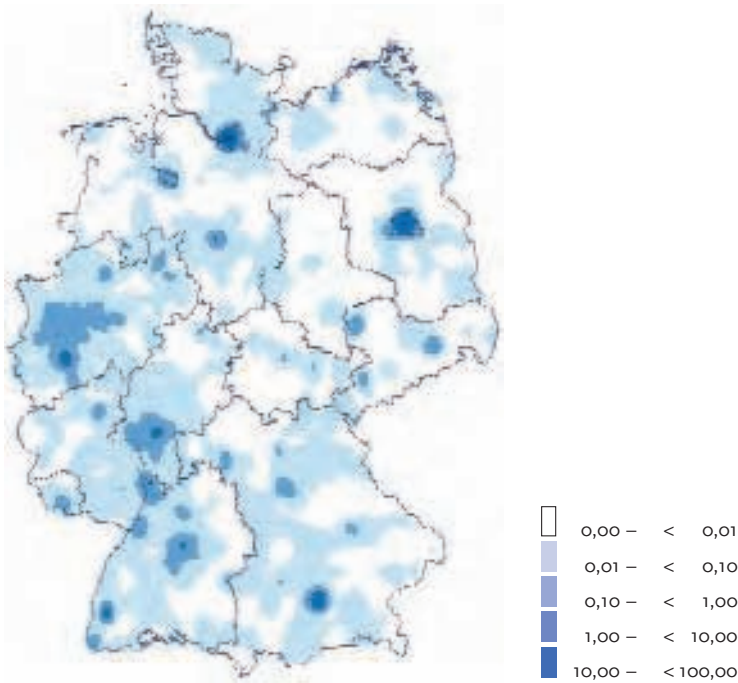 0,00 – < 0,01
0,01 – < 0,10
0,10 – < 1,00
1,00 – < 10,00
10,00 – < 100,00